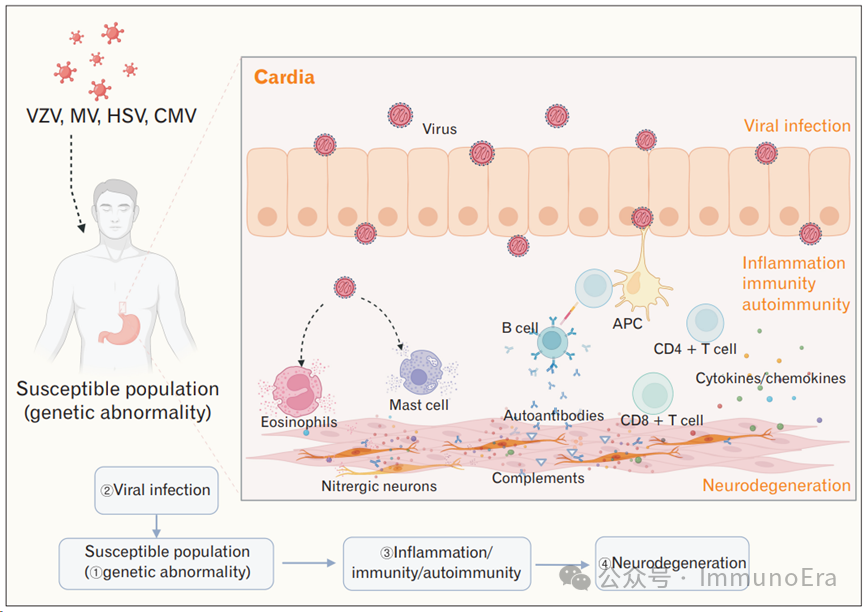 VZV, MV, HSV, CMV
Susceptible population
(genetic abnormality)
Cardia
Virus
Viral infection
Inflammation
immunity
autoimmunity
B cell
APC
CD4 + T cell
Mast cell
Cytokines/chemokines
Eosinophils
Autoantibodies
CD8 + T cell
Nitrergic neurons
Complements
Neurodegeneration
②Viral infection
Susceptible population
(①genetic abnormality)
③Inflammation/
immunity/autoimmunity
④Neurodegeneration
公众号 · ImmunoEra